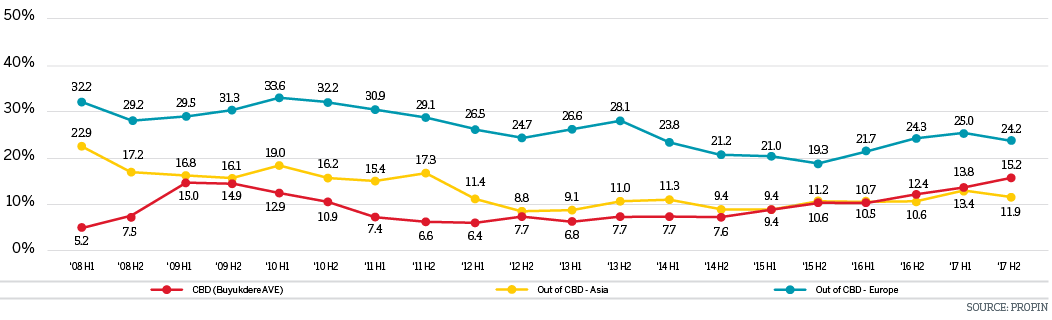 50%
40%
30%
20%
10%
0%
32.2 29.2 29.5 31.3 33.6 32.2 30.9 29.1 26.5 24.7 26.6 28.1 23.8 21.2 21.0 19.3 21.7 24.3 25.0 24.2
22.9 17.2 16.8 16.1 19.0 16.2 15.4 17.3 11.4 8.8 9.1 11.0 11.3 9.4 9.4 11.2 10.7 12.4 13.8 15.2
5.2 7.5 15.0 14.9 12.9 10.9 7.4 6.6 6.4 7.7 6.8 7.7 7.7 7.6 9.4 10.6 10.5 10.6 13.4 11.9
'08 H1 '08 H2 '09 H1 '09 H2 '10 H1 '10 H2 '11 H1 '11 H2 '12 H1 '12 H2 '13 H1 '13 H2 '14 H1 '14 H2 '15 H1 '15 H2 '16 H1 '16 H2 '17 H1 '17 H2
CBD (Buyukdere AVE) Out of CBD - Asia Out of CBD - Europe
SOURCE: PROPIN